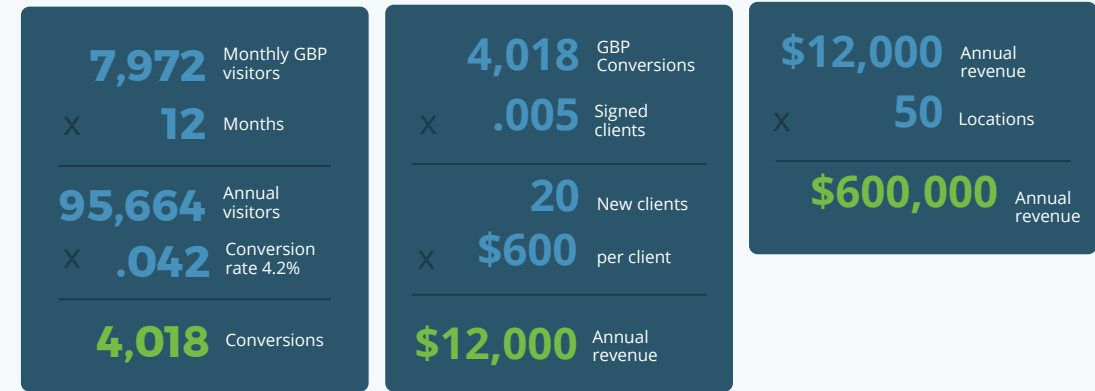 7,972 Monthly GBP
visitors
x 12 Months
95,664 Annual
visitors
x .042 Conversion
rate 4.2%
4,018 Conversions
4,018 GBP
Conversions
x .005 Signed
clients
20 New clients
x $600 per client
$12,000 Annual
revenue
$12,000 Annual
revenue
x 50 Locations
$600,000 Annual
revenue